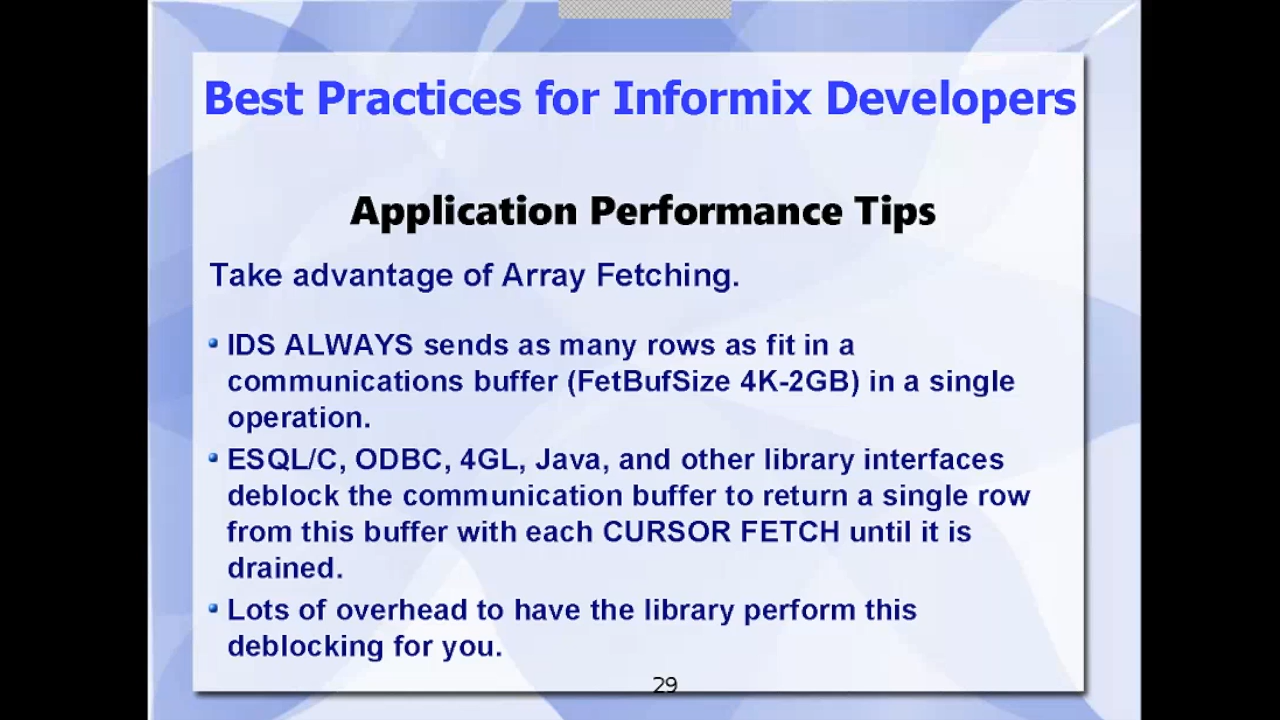 Best Practices for Informix Developers
Application Performance Tips
Take advantage of Array Fetching.
IDS ALWAYS sends as many rows as fit in a
communications buffer (FetBufSize 4K-2GB) in a single
operation.
ESQL/C, ODBC, 4GL, Java, and other library interfaces
deblock the communication buffer to return a single row
from this buffer with each CURSOR FETCH until it is
drained.
Lots of overhead to have the library perform this
deblocking for you.
29